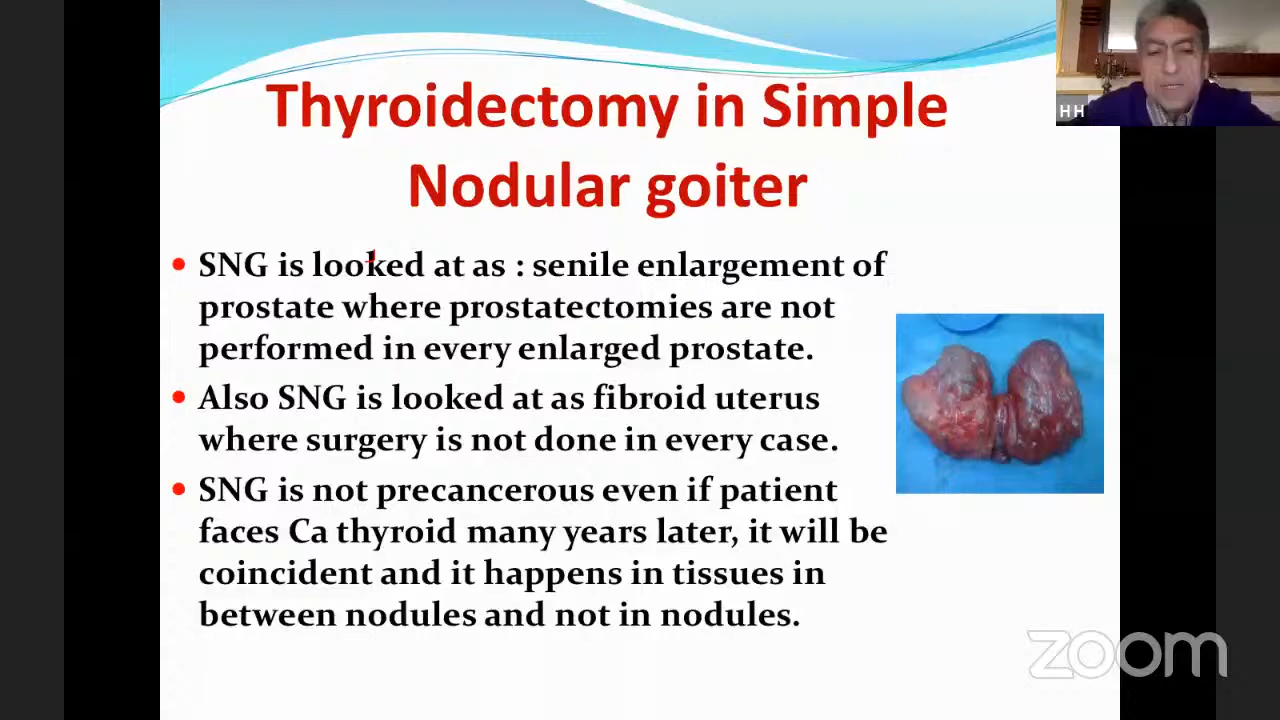 H H
Thyroidectomy in Simple
Nodular goiter
• SNG is looked at as : senile enlargement of
prostate where prostatectomies are not
performed in every enlarged prostate.
• Also SNG is looked at as fibroid uterus
where surgery is not done in every case.
• SNG is not precancerous even if patient
faces Ca thyroid many years later, it will be
coincident and it happens in tissues in
between nodules and not in nodules.
zoom